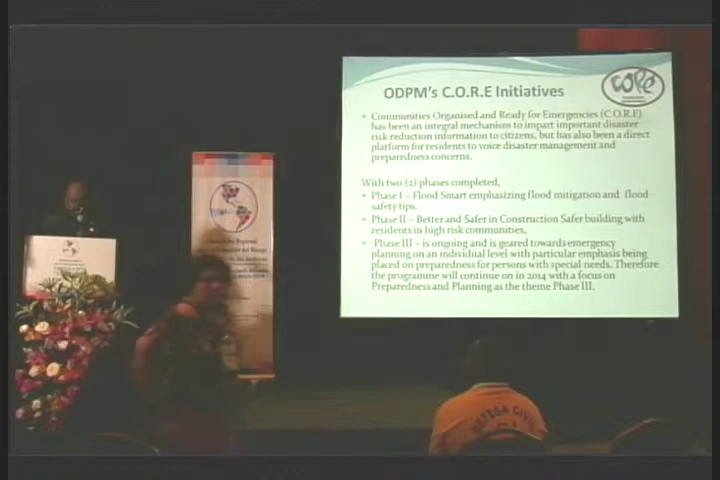 ODPM's C.O.R.E Initiatives
CORE
Communities Organised and Ready for Emergencies (C.O.R.E)
has been an integral mechanism to impart important disaster
risk reduction information to citizens, but has also been a direct
platform for residents to voice disaster management and
preparedness concerns.
With two (2) phases completed,
Phase I – Flood Smart emphasizing flood mitigation and flood
safety tips.
Phase II – Better and Safer in Construction Safer building with
residents in high risk communities,
Phase III – is ongoing and is geared towards emergency
planning on an individual level with particular emphasis being
placed on preparedness for persons with special needs. Therefore
the programme will continue on in 2014 with a focus on
Preparedness and Planning as the theme Phase III.
DEFESA CIVIL